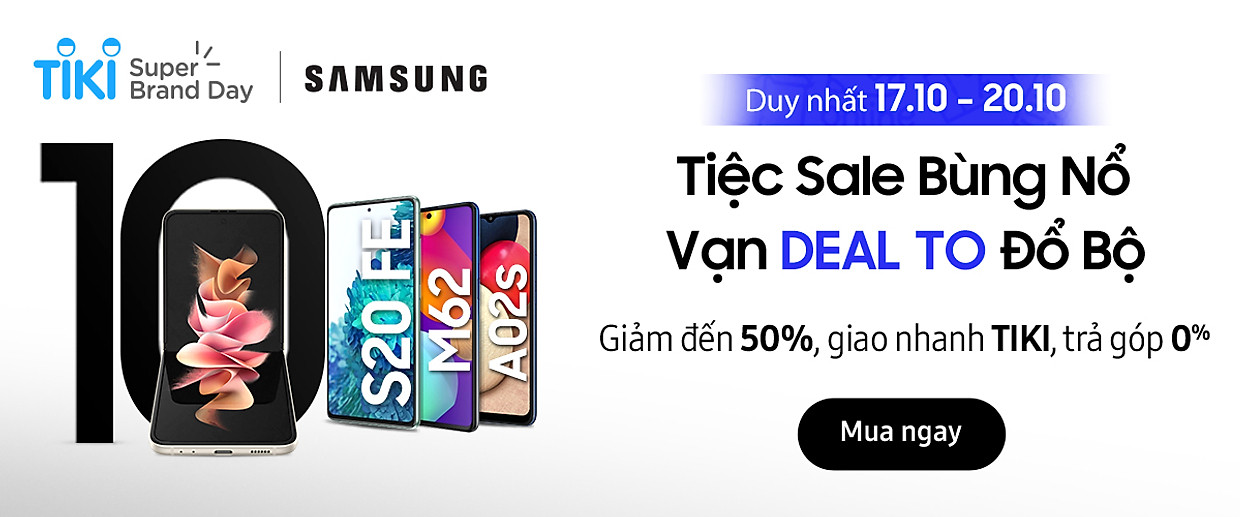 TIKI Super Brand Day
SAMSUNG
10
S20 FE
M62
A02s
Duy nhất 17.10 – 20.10
Tiệc Sale Bùng Nổ
Vạn DEAL TO Đổ Bộ
Giảm đến 50%, giao nhanh TIKI, trả góp 0%
Mua ngay